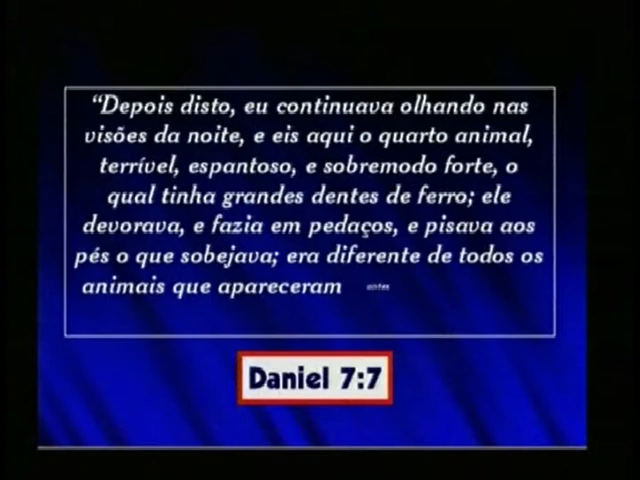 “Depois disto, eu continuava olhando nas
visões da noite, e eis aqui o quarto animal,
terrível, espantoso, e sobremodo forte, o
qual tinha grandes dentes de ferro; ele
devorava, e fazia em pedaços, e pisava aos
pés o que sobejava; era diferente de todos os
animais que apareceram antes
Daniel 7:7